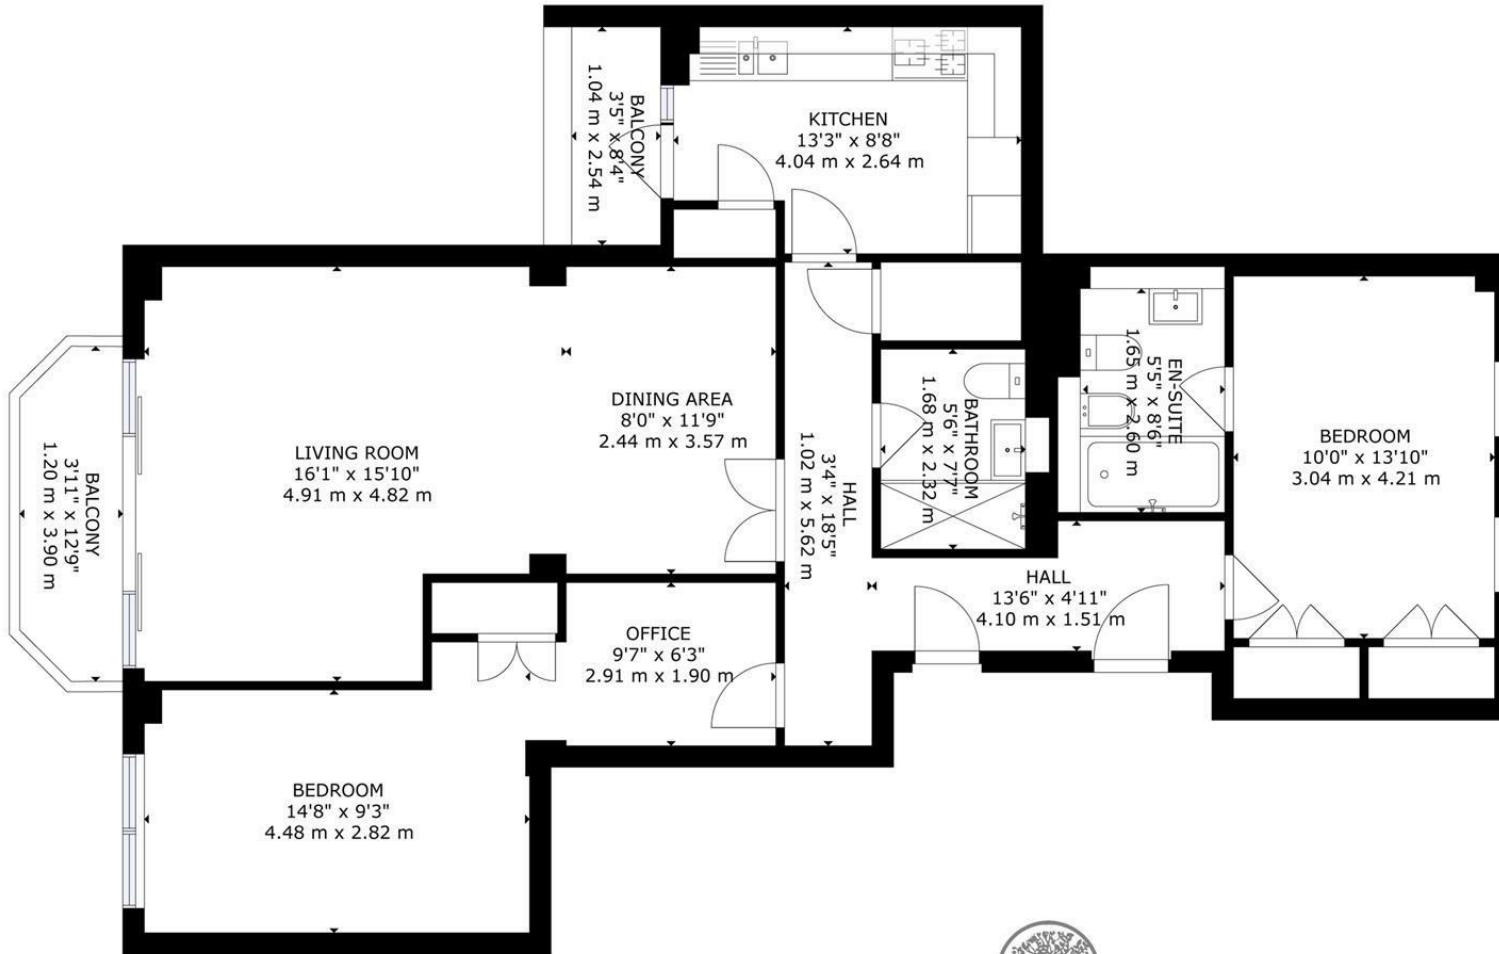 BALCONY
3'5" x 8'4"
1.04 m x 2.54 m
KITCHEN
13'3" x 8'8"
4.04 m x 2.64 m
LIVING ROOM
16'1" x 15'10"
4.91 m x 4.82 m
DINING AREA
8'0" x 11'9"
2.44 m x 3.57 m
BALCONY
3'11" x 12'9"
1.20 m x 3.90 m
HALL
3'4" x 18'5"
1.02 m x 5.62 m
BATHROOM
5'6" x 7'7"
1.68 m x 2.32 m
EN-SUITE
5'5" x 8'6"
1.65 m x 2.60 m
BEDROOM
10'0" x 13'10"
3.04 m x 4.21 m
HALL
13'6" x 4'11"
4.10 m x 1.51 m
OFFICE
9'7" x 6'3"
2.91 m x 1.90 m
BEDROOM
14'8" x 9'3"
4.48 m x 2.82 m